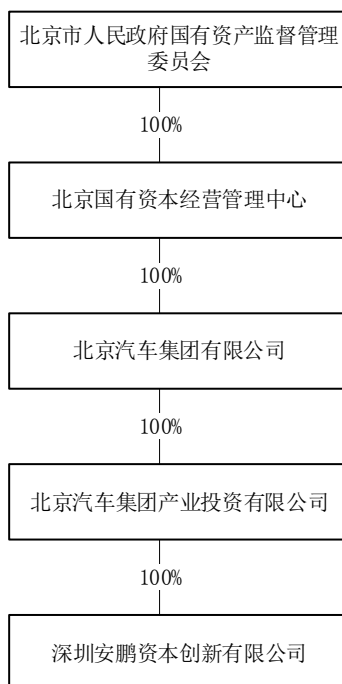 北京市人民政府国有资产监督管理
委员会
100%
北京国有资本经营管理中心
100%
北京汽车集团有限公司
100%
北京汽车集团产业投资有限公司
100%
深圳安鹏资本创新有限公司